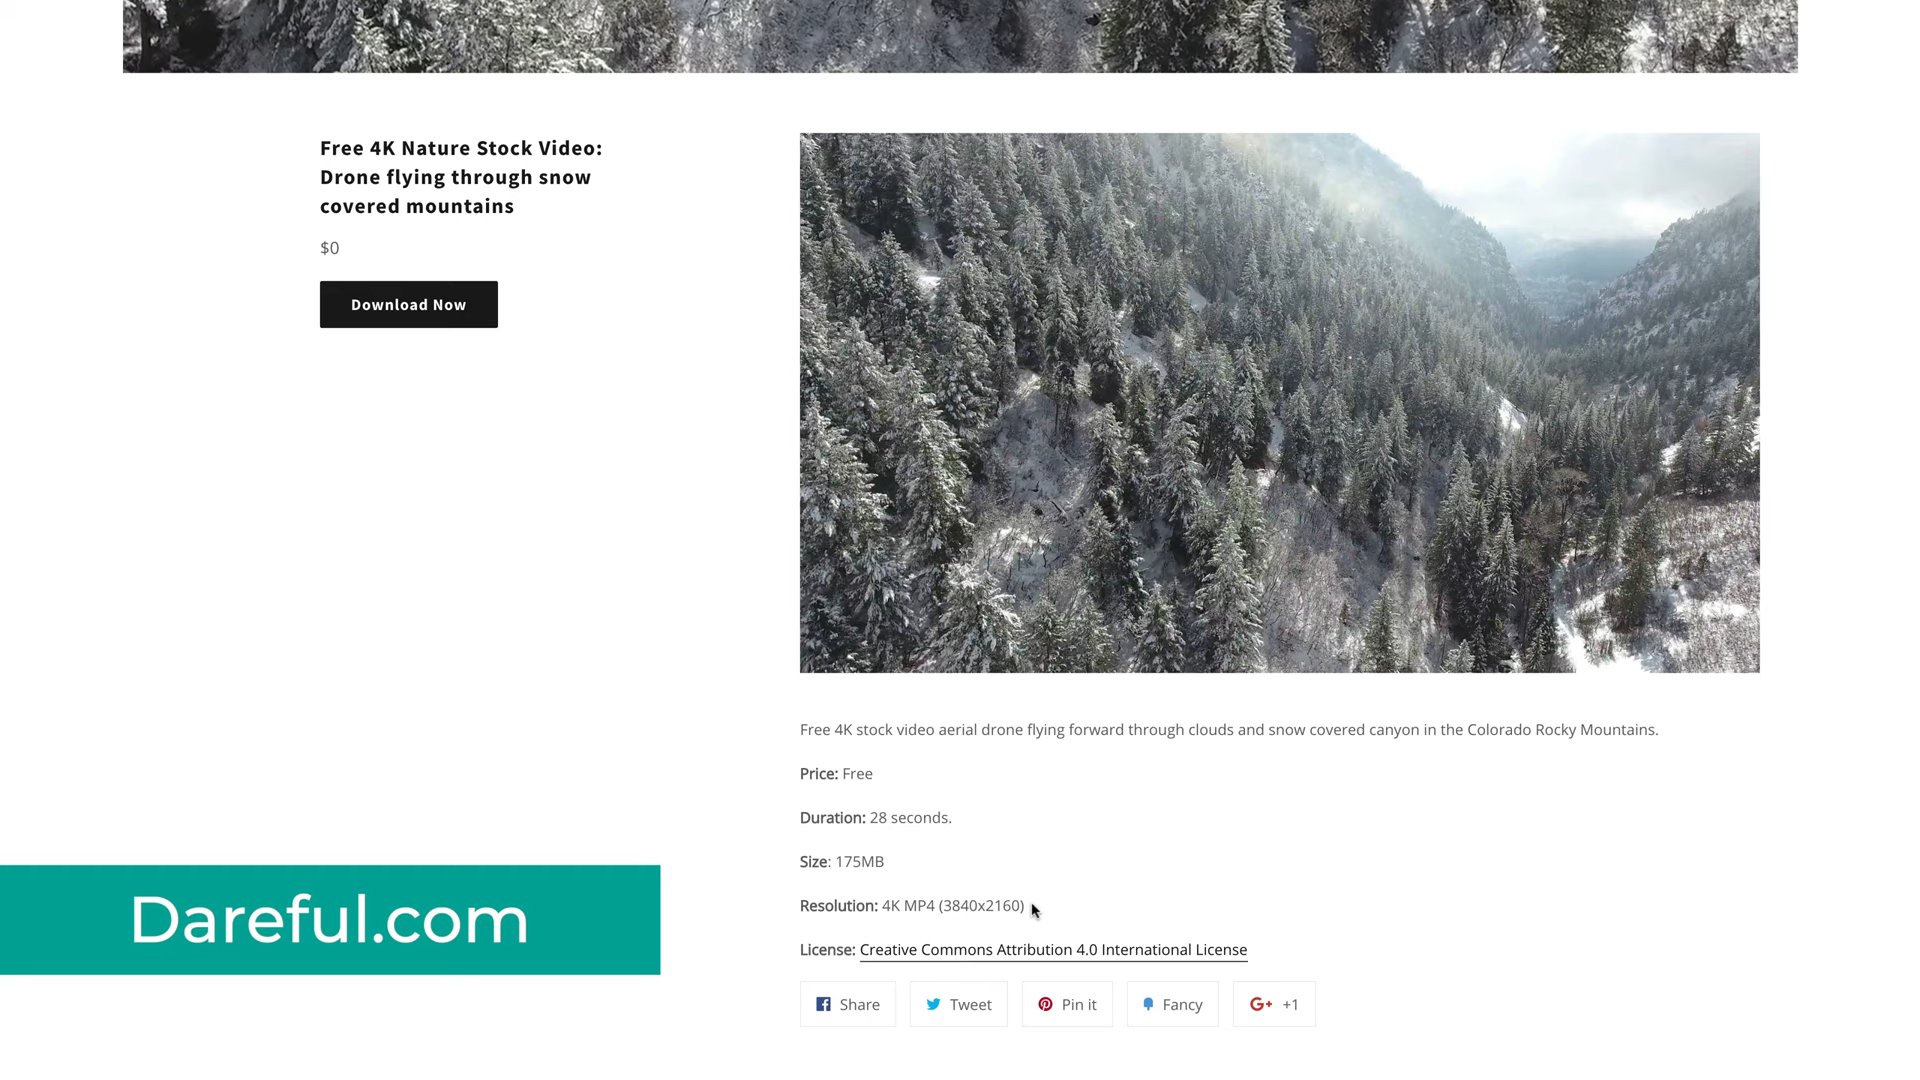 Free 4K Nature Stock Video:
Drone flying through snow
covered mountains
$0
Download Now
Free 4K stock video aerial drone flying forward through clouds and snow covered canyon in the Colorado Rocky Mountains.
Price: Free
Duration: 28 seconds.
Size: 175MB
Resolution: 4K MP4 (3840x2160)
License: Creative Commons Attribution 4.0 International License
Share Tweet Pin it Fancy G+ +1
Dareful.com